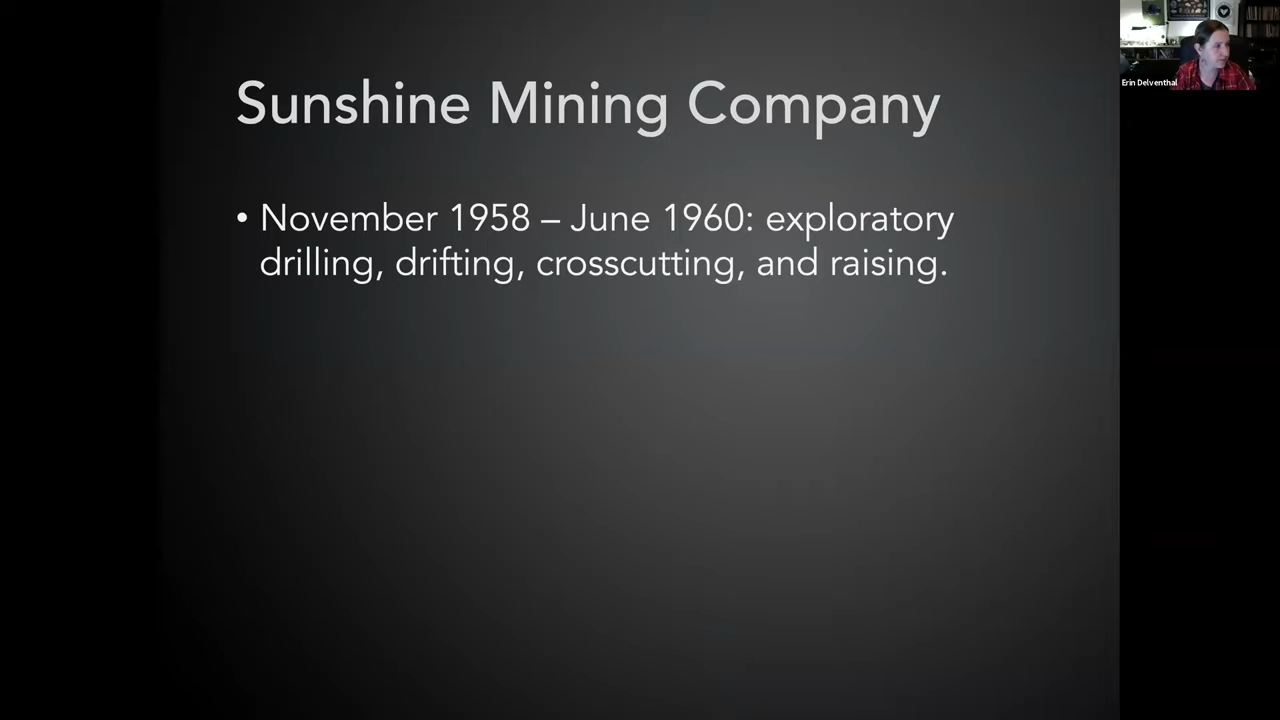 Sunshine Mining Company
• November 1958 – June 1960: exploratory
drilling, drifting, crosscutting, and raising.
Erin Delventhal